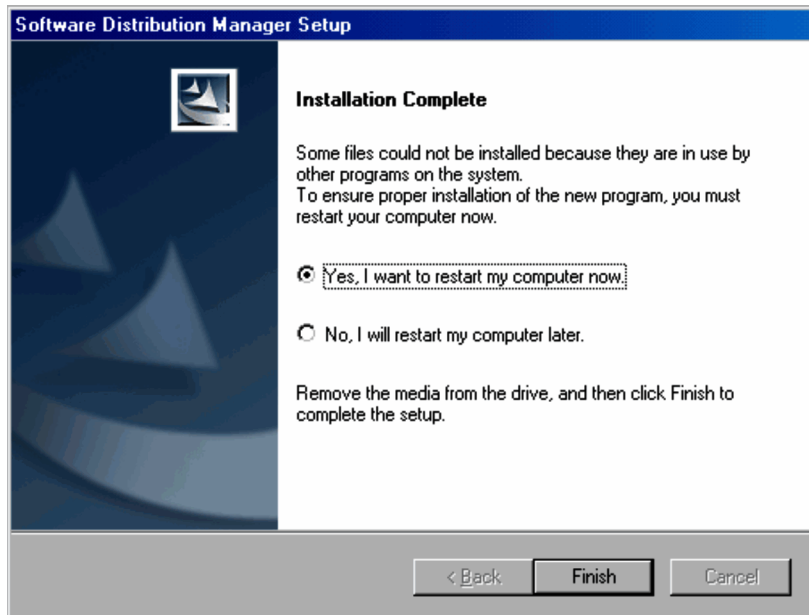 Software Distribution Manager Setup
Installation Complete
Some files could not be installed because they are in use by
other programs on the system.
To ensure proper installation of the new program, you must
restart your computer now.
Yes, I want to restart my computer now.
No, I will restart my computer later.
Remove the media from the drive, and then click Finish to
complete the setup.
< Back
Finish
Cancel